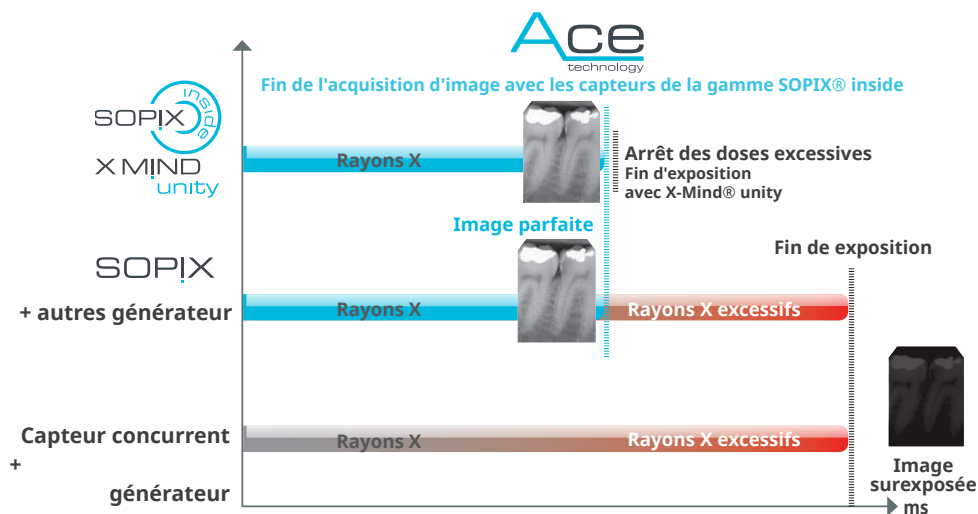 Ace
technology
Fin de l'acquisition d'image avec les capteurs de la gamme SOPIX® inside
SOPIX inside
X MIND
unity
Rayons X
Arrêt des doses excessives
Fin d'exposition
avec X-Mind® unity
Image parfaite
Fin de exposition
SOPIX
+ autres générateur
Rayons X
Rayons X excessifs
Capteur concurrent
+
générateur
Rayons X
Rayons X excessifs
Image
surexposée
ms